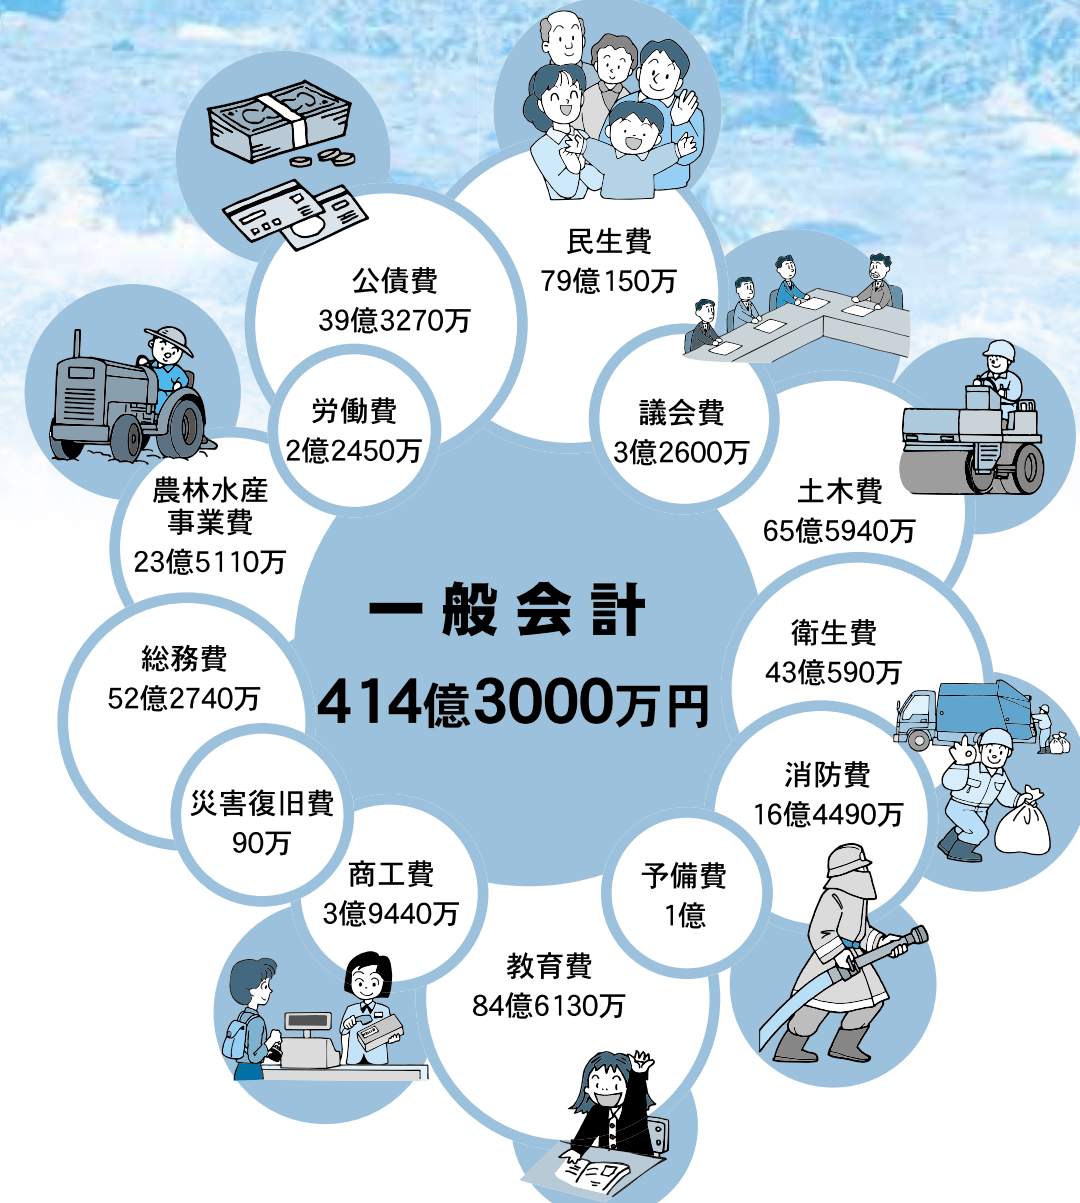 一般会計
414億3000万円
民生費
79億150万
議会費
3億2600万
土木費
65億5940万
衛生費
43億590万
消防費
16億4490万
予備費
1億
教育費
84億6130万
商工費
3億9440万
災害復旧費
90万
総務費
52億2740万
農林水産
事業費
23億5110万
労働費
2億2450万
公債費
39億3270万